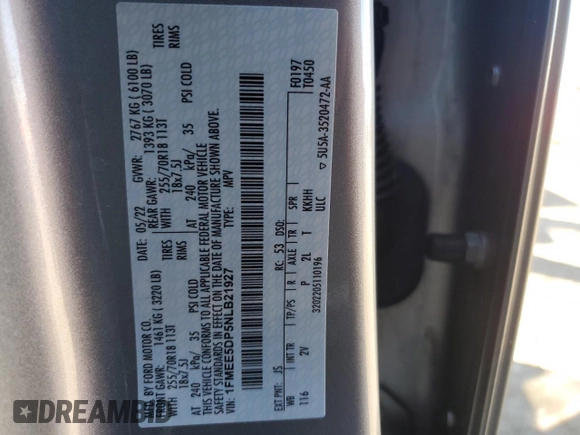 MFD. BY FORD MOTOR CO.
DATE: 05/22 GVWR: 2767 KG ( 6100 LB)
FRONT GAWR: 1461 KG ( 3220 LB) REAR GAWR: 1393 KG ( 3070 LB)
255/70R18 113T TIRES WITH 255/70R18 113T TIRES
18x7.5J RIMS 18x7.5J RIMS
AT 240 kPa/ 35 PSI COLD AT 240 kPa/ 35 PSI COLD
THIS VEHICLE CONFORMS TO ALL APPLICABLE FEDERAL MOTOR VEHICLE
SAFETY STANDARDS IN EFFECT ON THE DATE OF MANUFACTURE SHOWN ABOVE.
VIN: 1FMEE5DP5NLB21927
TYPE: MPV
F0197
T0450
EXT PNT: JS RC: 53 DSO:
WB INT TR TP/PS R AXLE TR SPR
116 2V P 2L T KKHH
ULC
3202205110196
▽ 5U5A-3520472-AA
DREAMBID